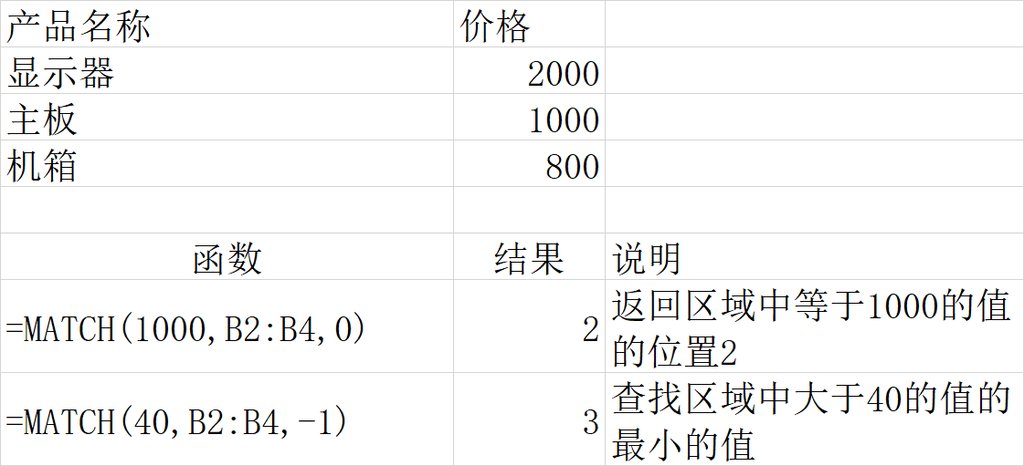 产品名称 价格
显示器 2000
主板 1000
机箱 800
函数 结果 说明
=MATCH(1000,B2:B4,0) 2 返回区域中等于1000的值
的位置2
=MATCH(40,B2:B4,-1) 3 查找区域中大于40的值的
最小的值